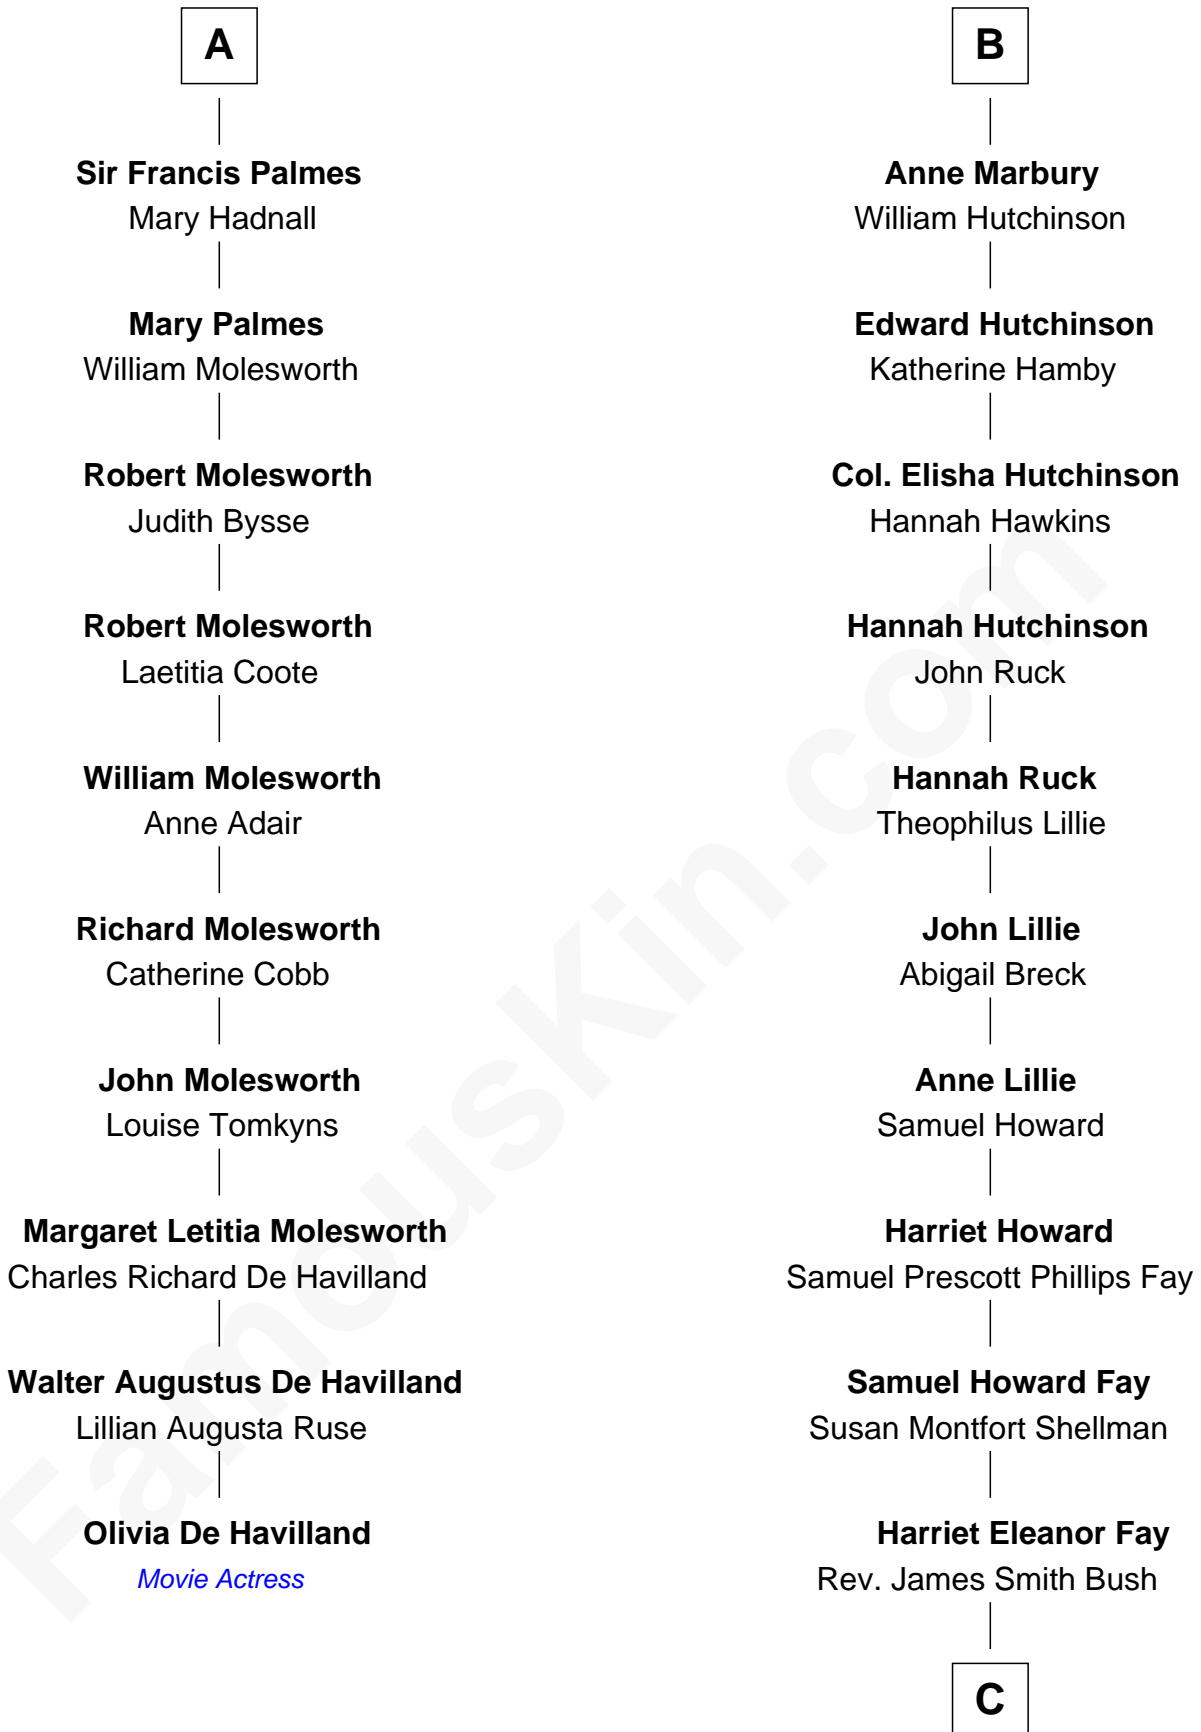 A
Sir Francis Palmes
Mary Hadnall
Mary Palmes
William Molesworth
Robert Molesworth
Judith Bysse
Robert Molesworth
Laetitia Coote
William Molesworth
Anne Adair
Richard Molesworth
Catherine Cobb
John Molesworth
Louise Tomkyns
Margaret Letitia Molesworth
Charles Richard De Havilland
Walter Augustus De Havilland
Lillian Augusta Ruse
Olivia De Havilland
Movie Actress
B
Anne Marbury
William Hutchinson
Edward Hutchinson
Katherine Hamby
Col. Elisha Hutchinson
Hannah Hawkins
Hannah Hutchinson
John Ruck
Hannah Ruck
Theophilus Lillie
John Lillie
Abigail Breck
Anne Lillie
Samuel Howard
Harriet Howard
Samuel Prescott Phillips Fay
Samuel Howard Fay
Susan Montfort Shellman
Harriet Eleanor Fay
Rev. James Smith Bush
C
FamousKin.com